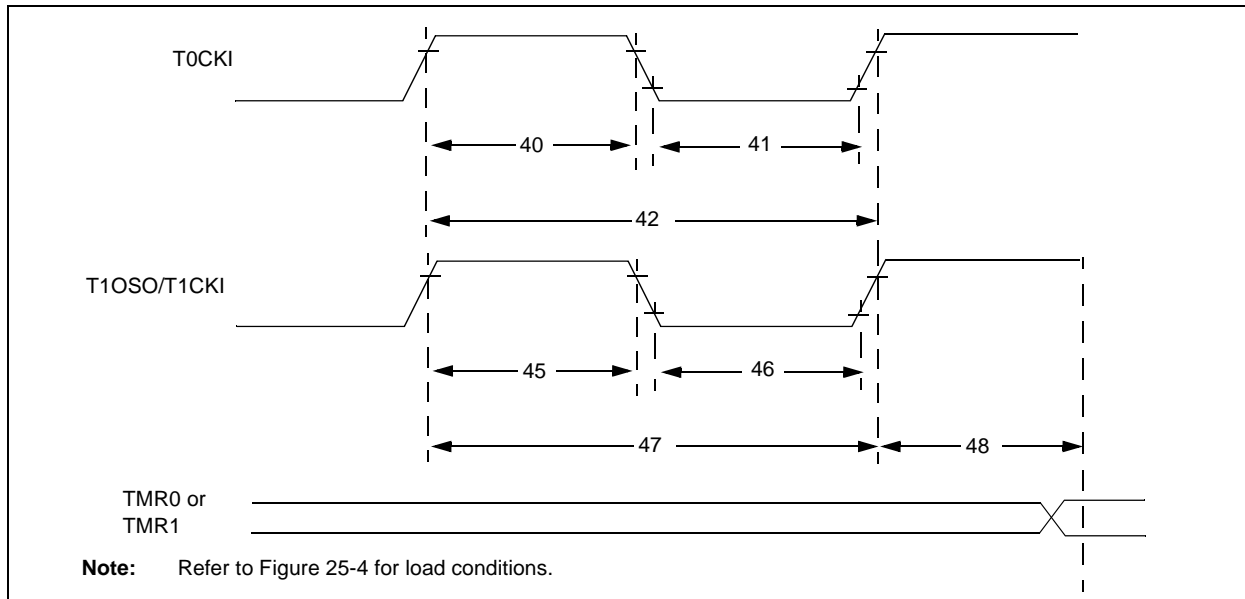 T0CKI
40
41
42
T1OSO/T1CKI
45
46
47
48
TMR0 or
TMR1
Note: Refer to Figure 25-4 for load conditions.